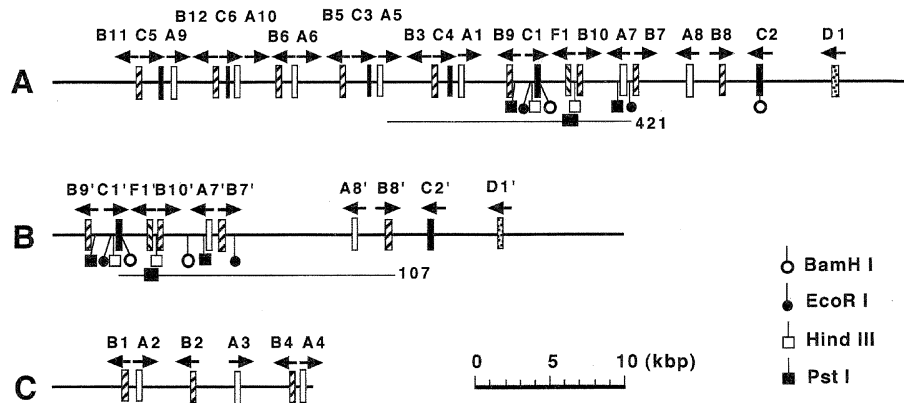 B12 C6 A10 B5 C3 A5
B11 C5 A9 B6 A6 B3 C4 A1 B9 C1 F1 B10 A7 B7 A8 B8 C2 D1
A
421
B9' C1' F1' B10' A7' B7' A8' B8' C2' D1'
B
107
BamH I
EcoR I
B1 A2 B2 A3 B4 A4
0 10 (kbp)
Hind III
C
Pst I